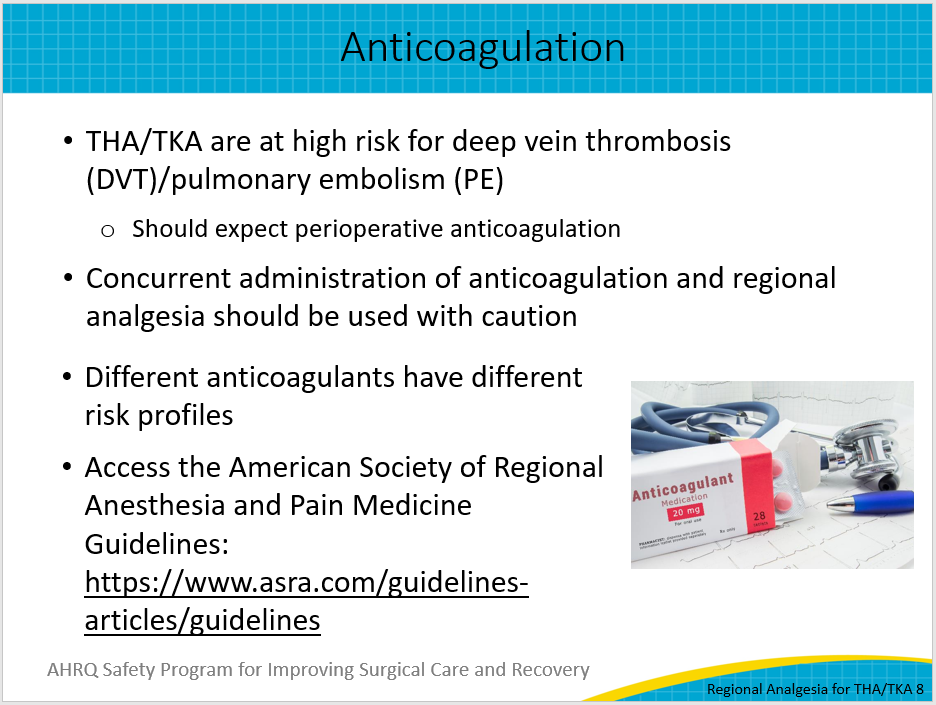 Anticoagulation
• THA/TKA are at high risk for deep vein thrombosis
(DVT)/pulmonary embolism (PE)
o Should expect perioperative anticoagulation
• Concurrent administration of anticoagulation and regional
analgesia should be used with caution
• Different anticoagulants have different
risk profiles
• Access the American Society of Regional
Anesthesia and Pain Medicine
Guidelines:
https://www.asra.com/guidelines-
articles/guidelines
Anticoagulant
Medication
20 mg
For oral use
28
AHRQ Safety Program for Improving Surgical Care and Recovery
Regional Analgesia for THA/TKA 8